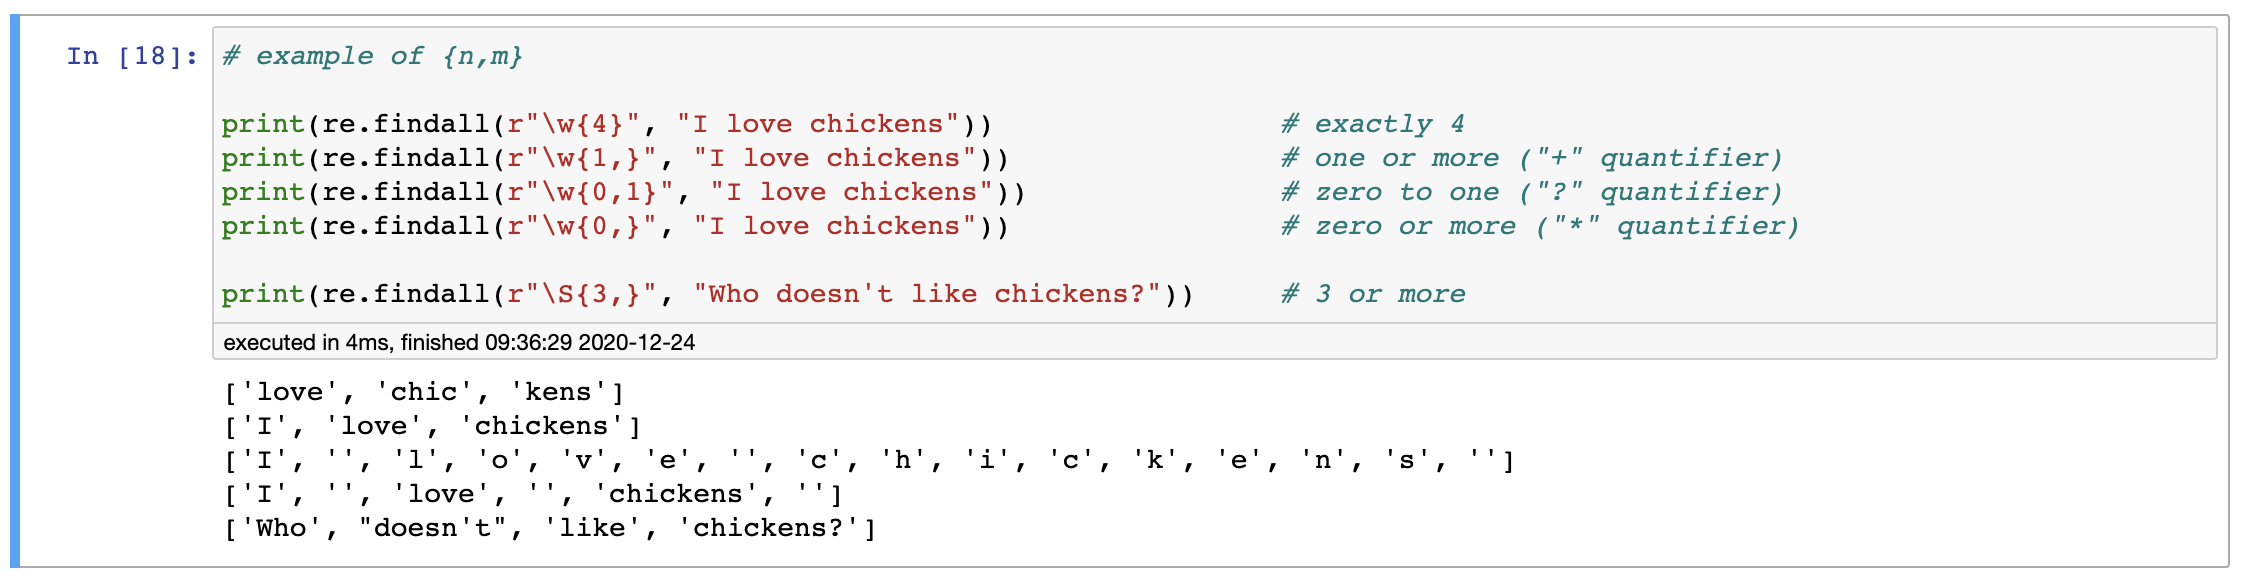 In [18]: # example of {n,m}
print(re.findall(r"\w{4}", "I love chickens")) # exactly 4
print(re.findall(r"\w{1,}", "I love chickens")) # one or more ("+" quantifier)
print(re.findall(r"\w{0,1}", "I love chickens")) # zero to one ("?" quantifier)
print(re.findall(r"\w{0,}", "I love chickens")) # zero or more ("*" quantifier)
print(re.findall(r"\S{3,}", "Who doesn't like chickens?")) # 3 or more
executed in 4ms, finished 09:36:29 2020-12-24
['love', 'chic', 'kens']
['I', 'love', 'chickens']
['I', '', 'l', 'o', 'v', 'e', '', 'c', 'h', 'i', 'c', 'k', 'e', 'n', 's', '']
['I', '', 'love', '', 'chickens', '']
['Who', "doesn't", 'like', 'chickens?']